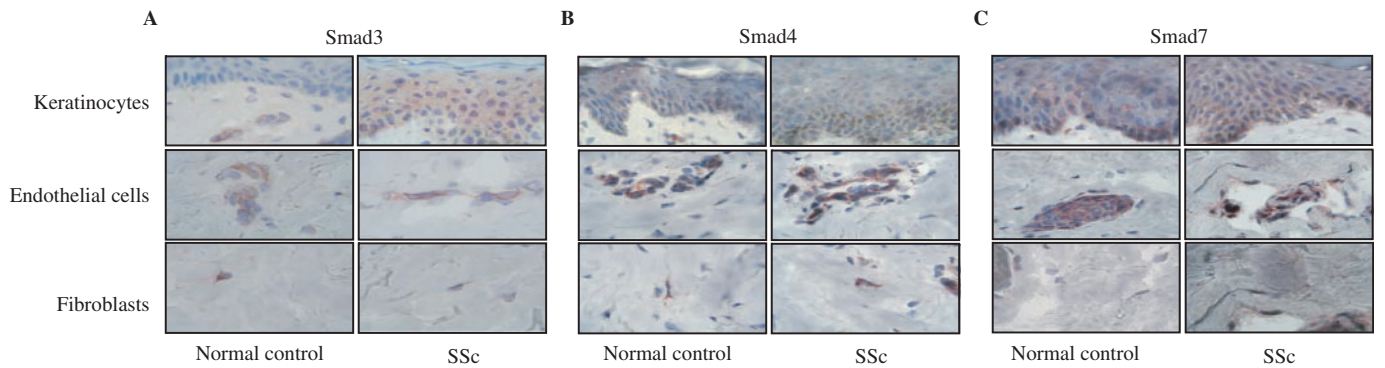 A
B
C
Smad3
Smad4
Smad7
Keratinocytes
Endothelial cells
Fibroblasts
Normal control
SSc
Normal control
SSc
Normal control
SSc